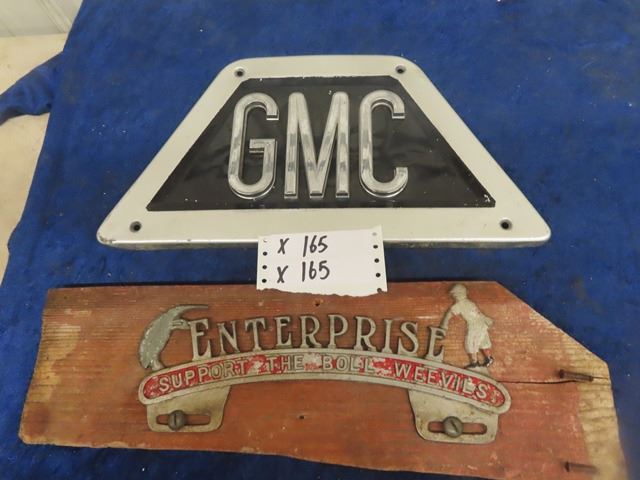 GMC
X 165
X 165
ENTERPRISE
SUPPORT THE BOLL WEEVILS